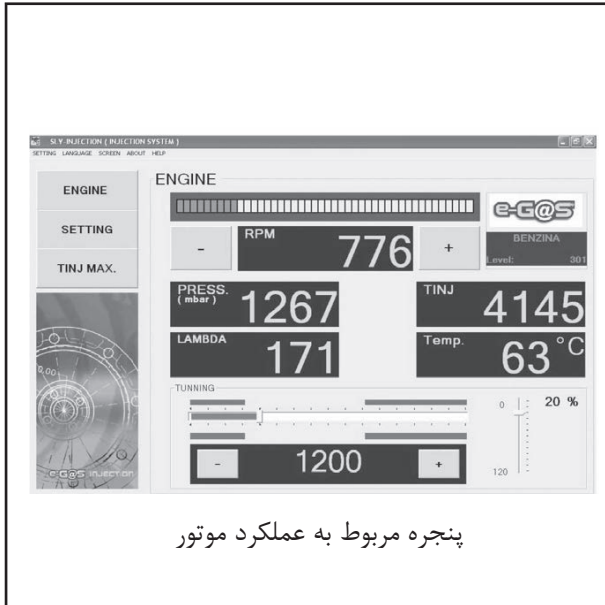 SLY-INJECTION ( INJECTION SYSTEM )
SETTING LANGUAGE SCREEN ABOUT HELP
ENGINE
SETTING
TINJ MAX.
e-G@S INJECTION
ENGINE
- RPM 776 +
e-G@S
BENZINA
Level: 301
PRESS. ( mbar ) 1267
TINJ 4145
LAMBDA 171
Temp. 63°C
TUNNING
0 20 %
120
- 1200 +
پنجره مربوط به عملکرد موتور